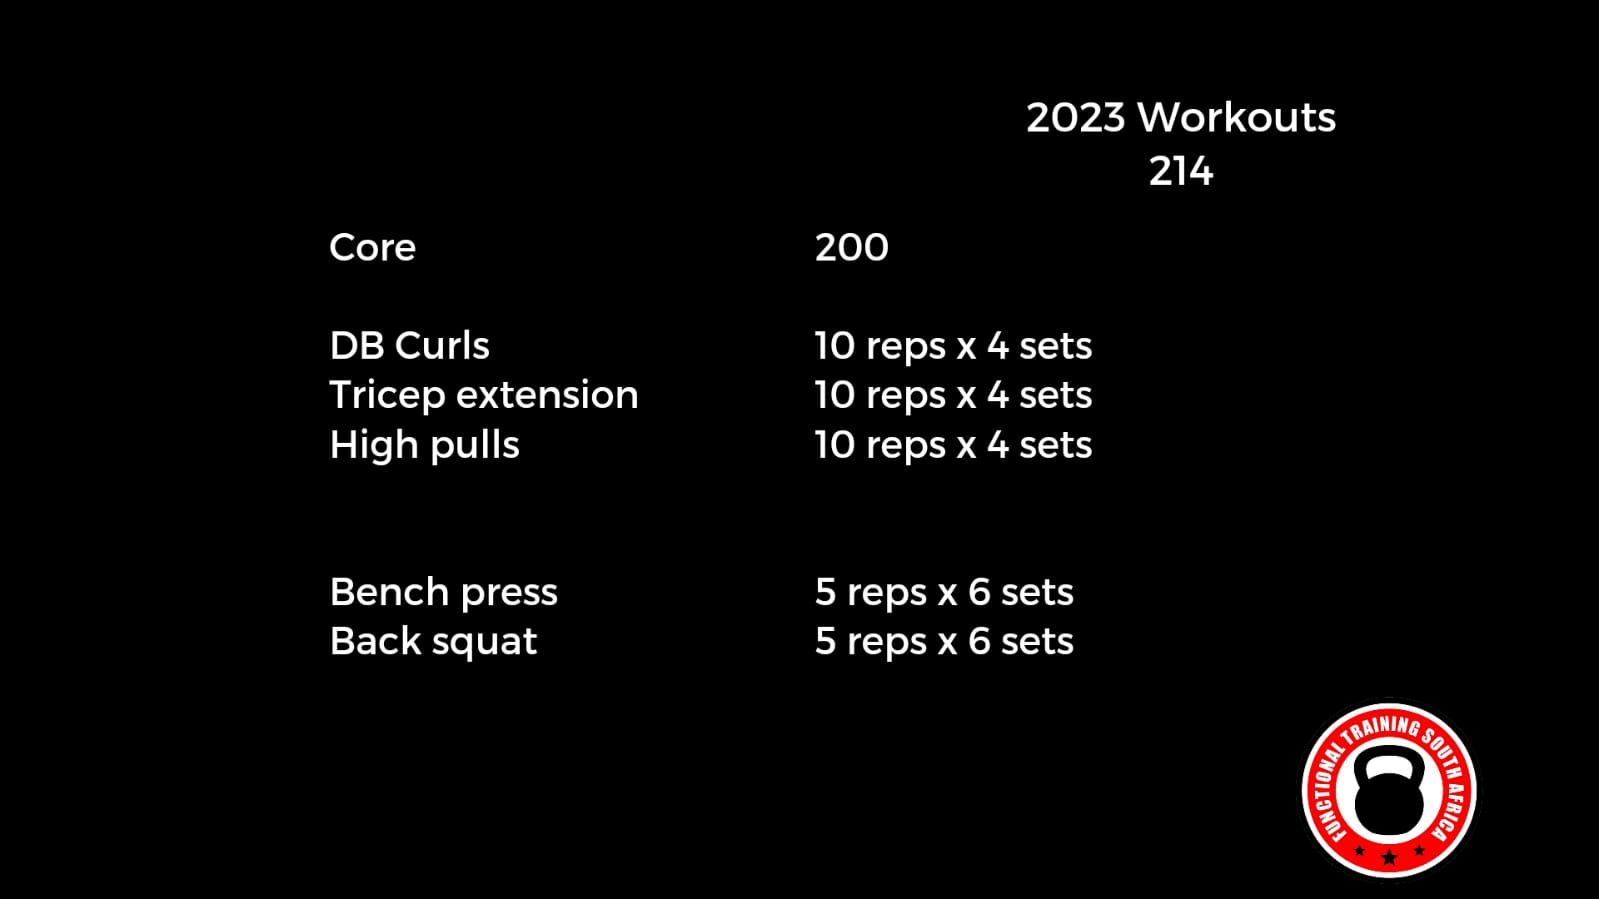 2023 Workouts
214
Core 200
DB Curls 10 reps x 4 sets
Tricep extension 10 reps x 4 sets
High pulls 10 reps x 4 sets
Bench press 5 reps x 6 sets
Back squat 5 reps x 6 sets
FUNCTIONAL TRAINING SOUTH AFRICA